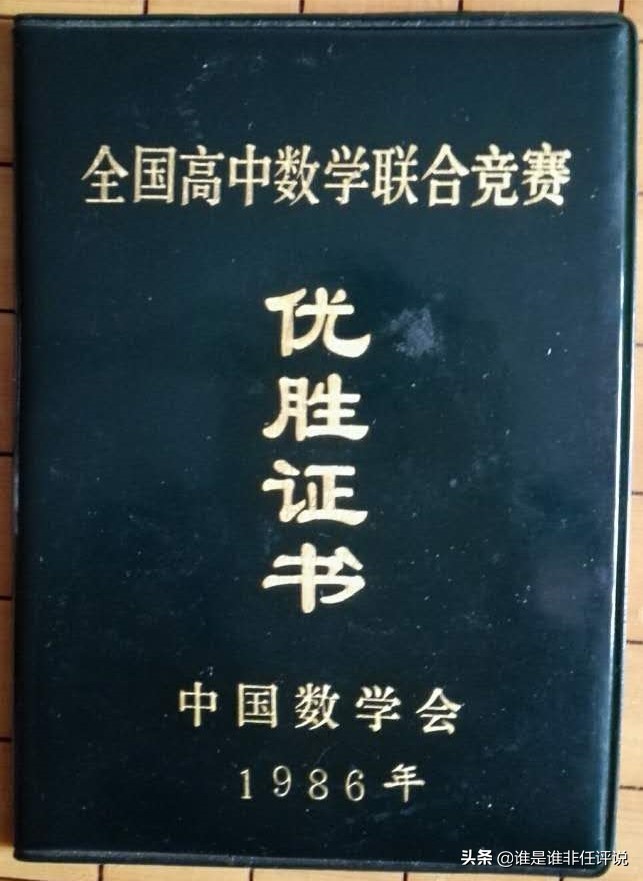 全国高中数学联合竞赛
优胜证书
中国数学会
1986年
头条 @谁是谁非任评说